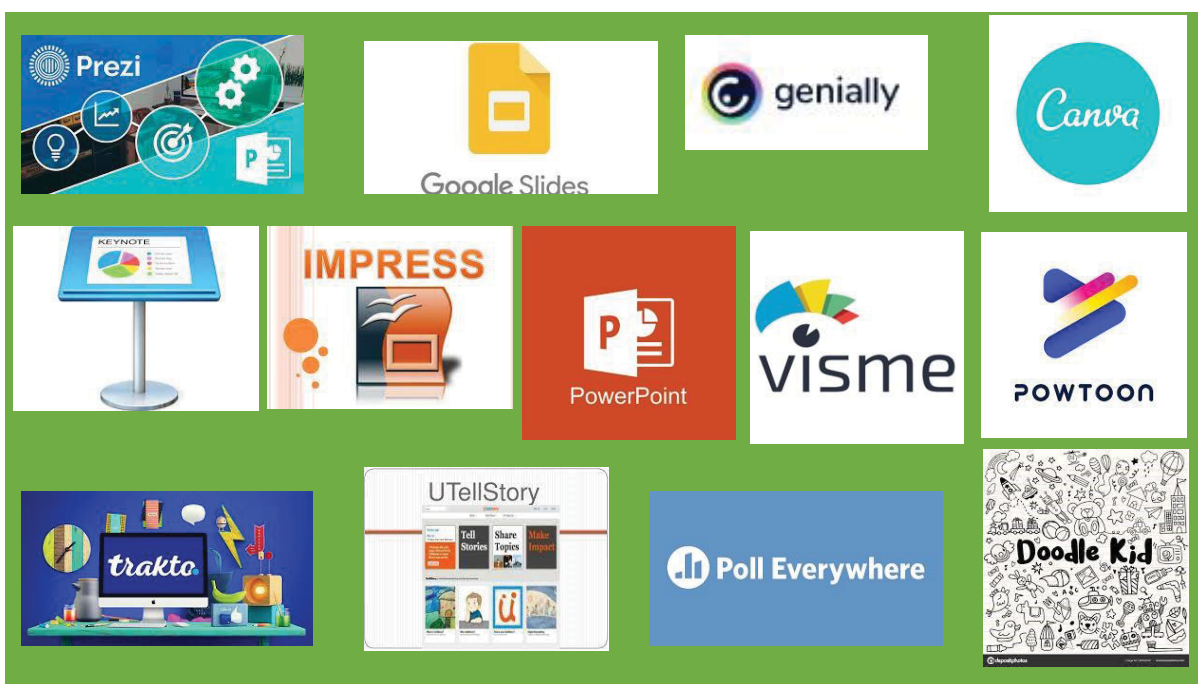 Prezi
P
Google Slides
genially
Canva
KEYNOTE
IMPRESS
P
PowerPoint
visme
POWTOON
trakto.
UTellStory
Tell
Stories
Share
Topics
Make
Impact
ü
Poll Everywhere
Doodle Kid
depositphotos